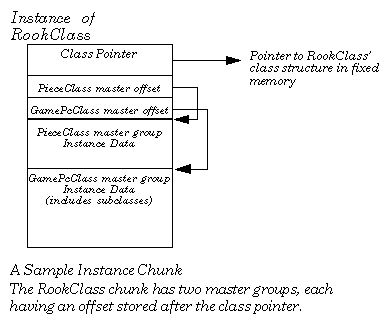 Instance of
RookClass
Class Pointer
Pointer to RookClass'
class structure in fixed
memory
PieceClass master offset
GamePcClass master offset
PieceClass master group
Instance Data
GamePcClass master group
Instance Data
(includes subclasses)
A Sample Instance Chunk
The RookClass chunk has two master groups, each
having an offset stored after the class pointer.